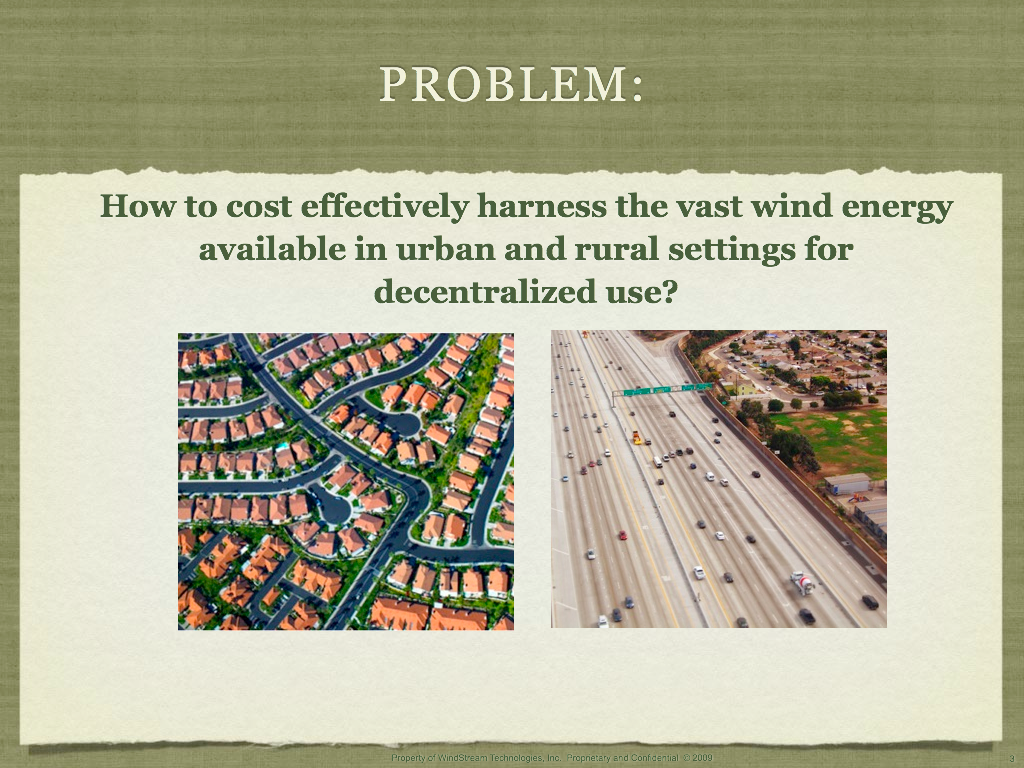 PROBLEM:
How to cost effectively harness the vast wind energy
available in urban and rural settings for
decentralized use?
Property of WindStream Technologies, Inc. Proprietary and Confidential © 2009
3